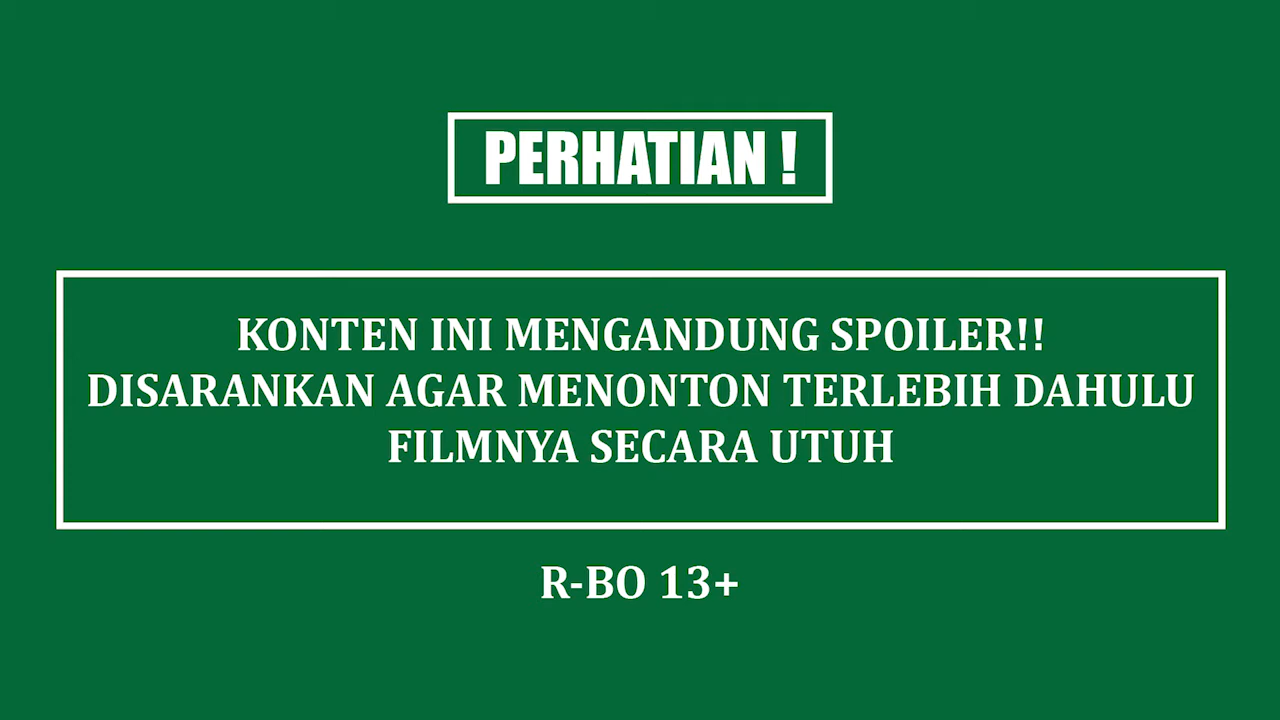 PERHATIAN !
KONTEN INI MENGANDUNG SPOILER!!
DISARANKAN AGAR MENONTON TERLEBIH DAHULU
FILMNYA SECARA UTUH
R-BO 13+